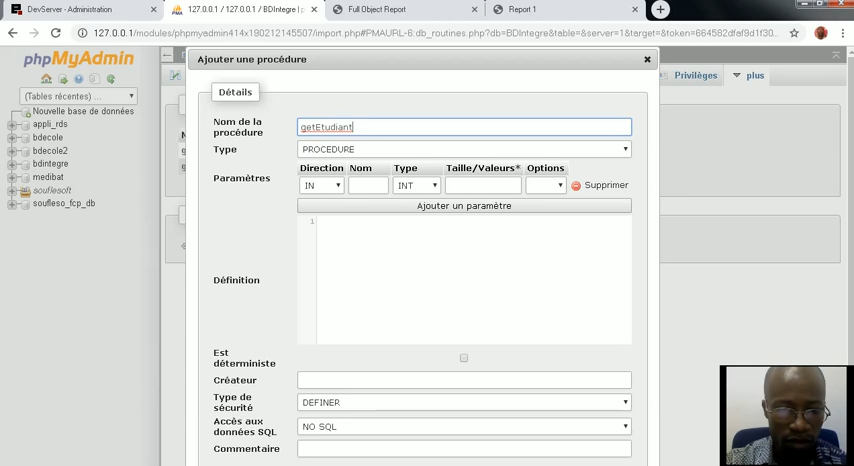 DevServer - Administration
127.0.0.1 / 127.0.0.1 / BDIntegre | p
Full Object Report
Report 1
127.0.0.1/modules/phpmyadmin414x190212145507/import.php#PMAURL-6:db_routines.php?db=BDIntegre&table=&server=1&target=&token=664582dfaf9d1f30...
phpMyAdmin
(Tables récentes) ...
Nouvelle base de données
appli_rds
bdecole
bdecole2
bdintegre
medibat
souflesoft
soufleso_fcp_db
Privilèges
plus
Ajouter une procédure
Détails
Nom de la procédure
getEtudiant
Type
PROCEDURE
Paramètres
Direction Nom Type Taille/Valeurs* Options
IN INT Supprimer
Ajouter un paramètre
1
Définition
Est déterministe
Créateur
Type de sécurité
DEFINER
Accès aux données SQL
NO SQL
Commentaire